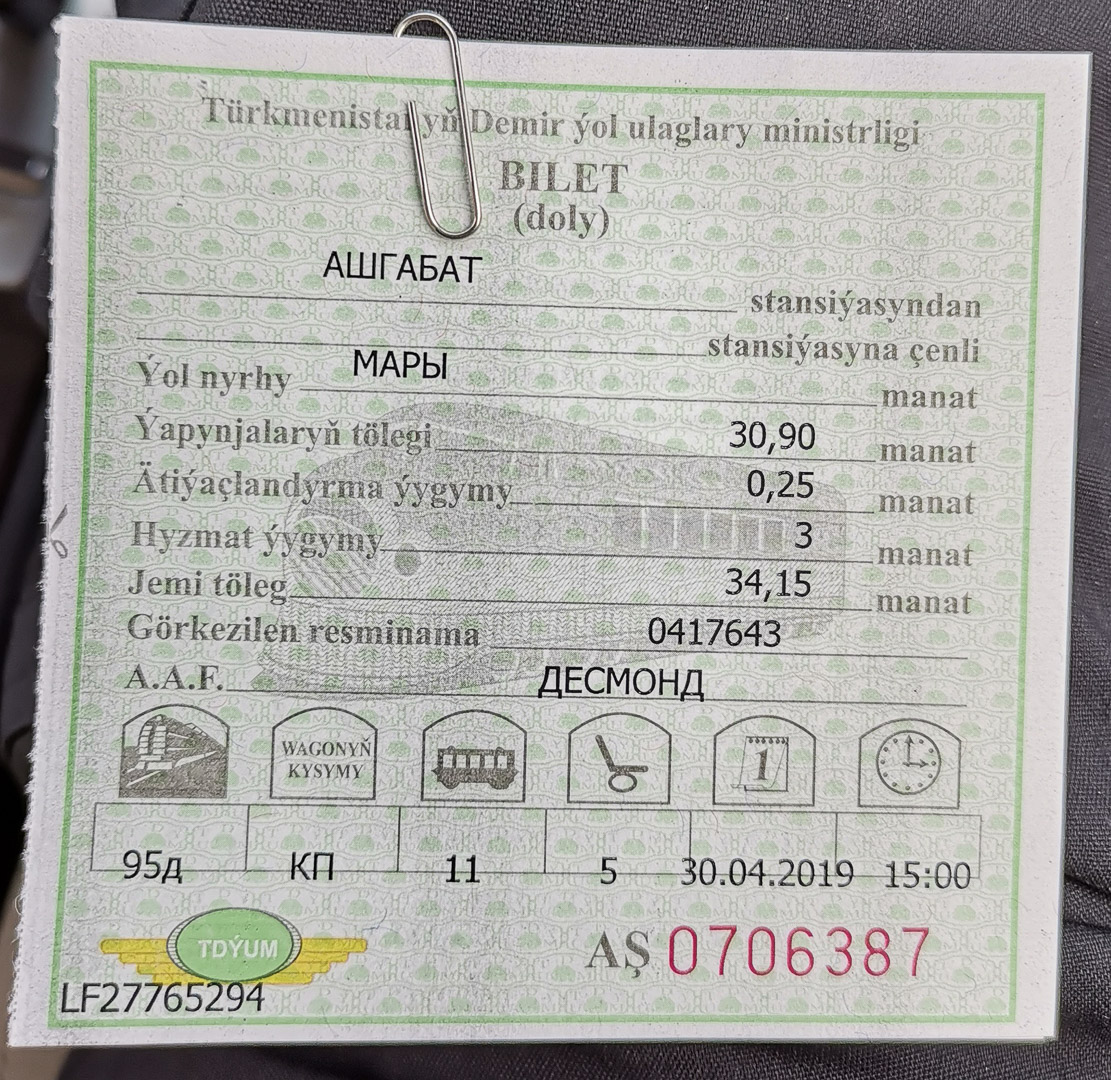 Türkmenistanyň Demir ýol ulaglary ministrligi
BILET
(doly)
АШГАБАТ
stansiýasyndan
stansiýasyna çenli
МАРЫ
Ýol nyrhy manat
Ýapynjalaryň tölegi 30,90 manat
Ätiýaçlandyrma ýygymy 0,25 manat
Hyzmat ýygymy 3 manat
Jemi töleg 34,15 manat
Görkezilen resminama 0417643
A.A.F. ДЕСМОНД
WAGONYŇ
KYSYMY
1
95д КП 11 5 30.04.2019 15:00
TDÝUM
AŞ 0706387
LF27765294